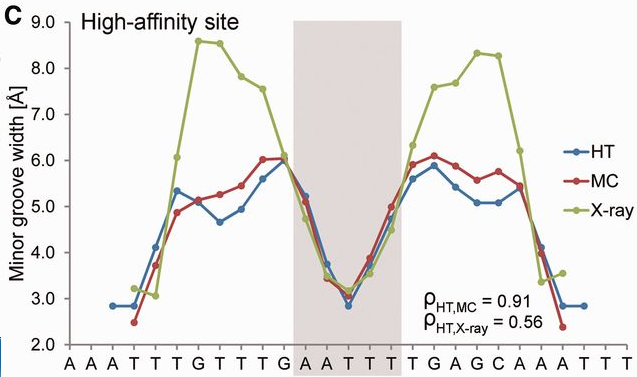 C
High-affinity site
Minor groove width [Å]
9.0
8.0
7.0
6.0
5.0
4.0
3.0
2.0
HT
MC
X-ray
ρHT,MC = 0.91
ρHT,X-ray = 0.56
A A A T T T G T T T G A A T T T T G A G C A A A T T T